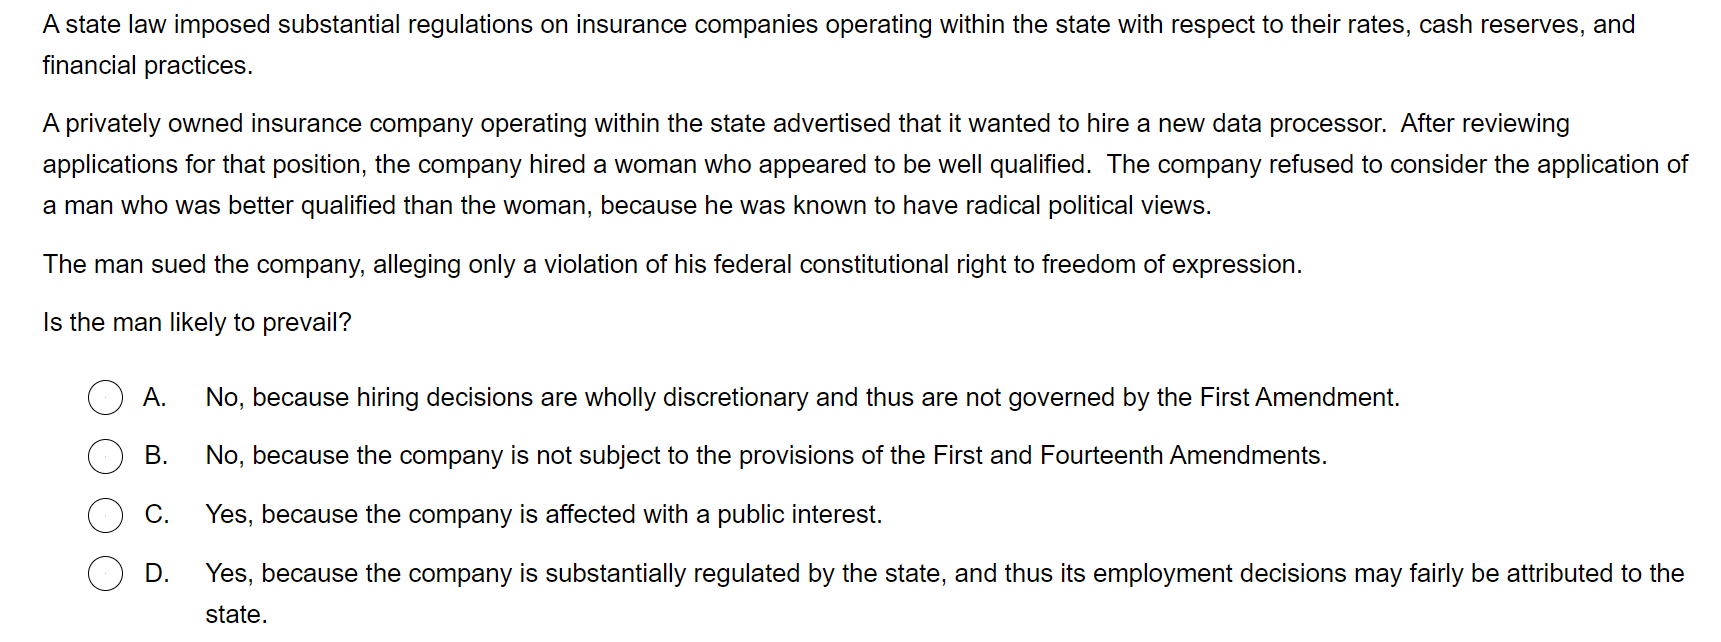 A state law imposed substantial regulations on insurance companies operating within the state with respect to their rates, cash reserves, and
financial practices.
A privately owned insurance company operating within the state advertised that it wanted to hire a new data processor.  After reviewing
applications for that position, the company hired a woman who appeared to be well qualified.  The company refused to consider the application of
a man who was better qualified than the woman, because he was known to have radical political views.
The man sued the company, alleging only a violation of his federal constitutional right to freedom of expression.
Is the man likely to prevail?
A. No, because hiring decisions are wholly discretionary and thus are not governed by the First Amendment.
B. No, because the company is not subject to the provisions of the First and Fourteenth Amendments.
C. Yes, because the company is affected with a public interest.
D. Yes, because the company is substantially regulated by the state, and thus its employment decisions may fairly be attributed to the
state.